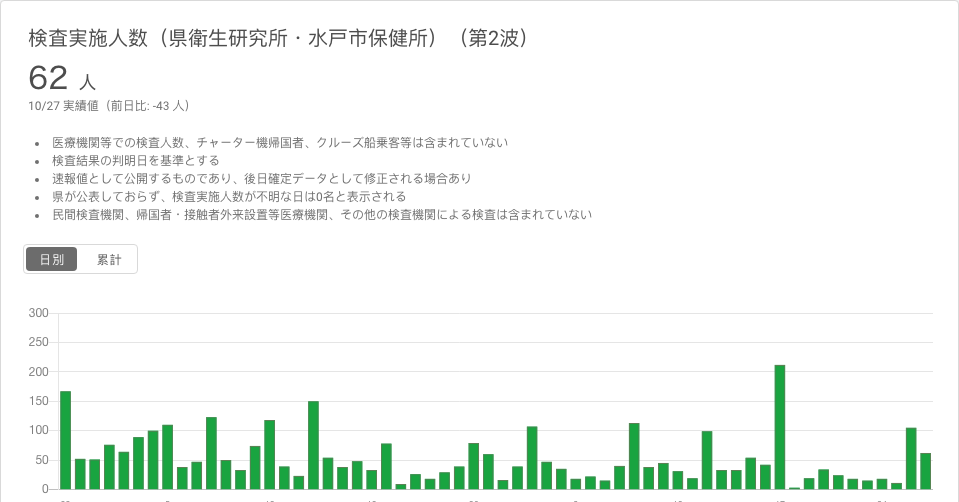 検査実施人数（県衛生研究所・水戸市保健所）（第2波）
62 人
10/27 実績値（前日比: -43 人）
• 医療機関等での検査人数、チャーター機帰国者、クルーズ船乗客等は含まれていない
• 検査結果の判明日を基準とする
• 速報値として公開するものであり、後日確定データとして修正される場合あり
• 県が公表しておらず、検査実施人数が不明な日は0名と表示される
• 民間検査機関、帰国者・接触者外来設置等医療機関、その他の検査機関による検査は含まれていない
日別 累計
300
250
200
150
100
50
0